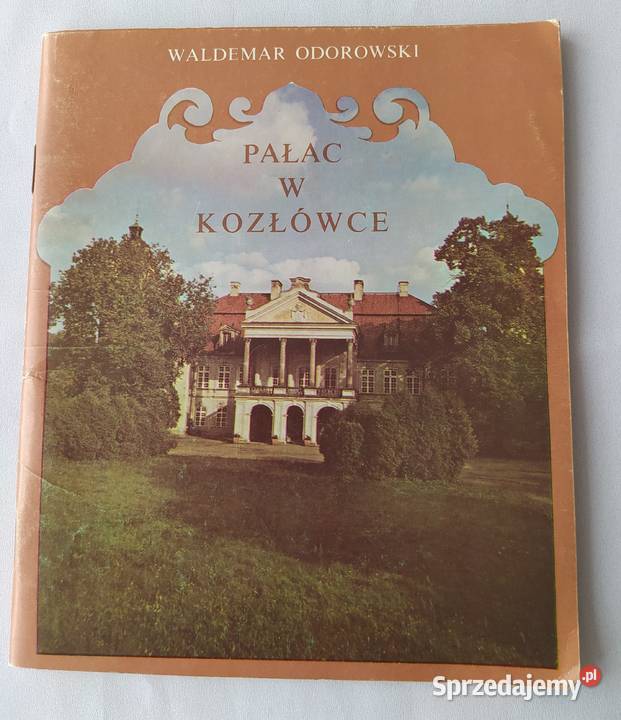 WALDEMAR ODOROWSKI
PAŁAC
W
KOZŁÓWCE
Sprzedajemy.pl